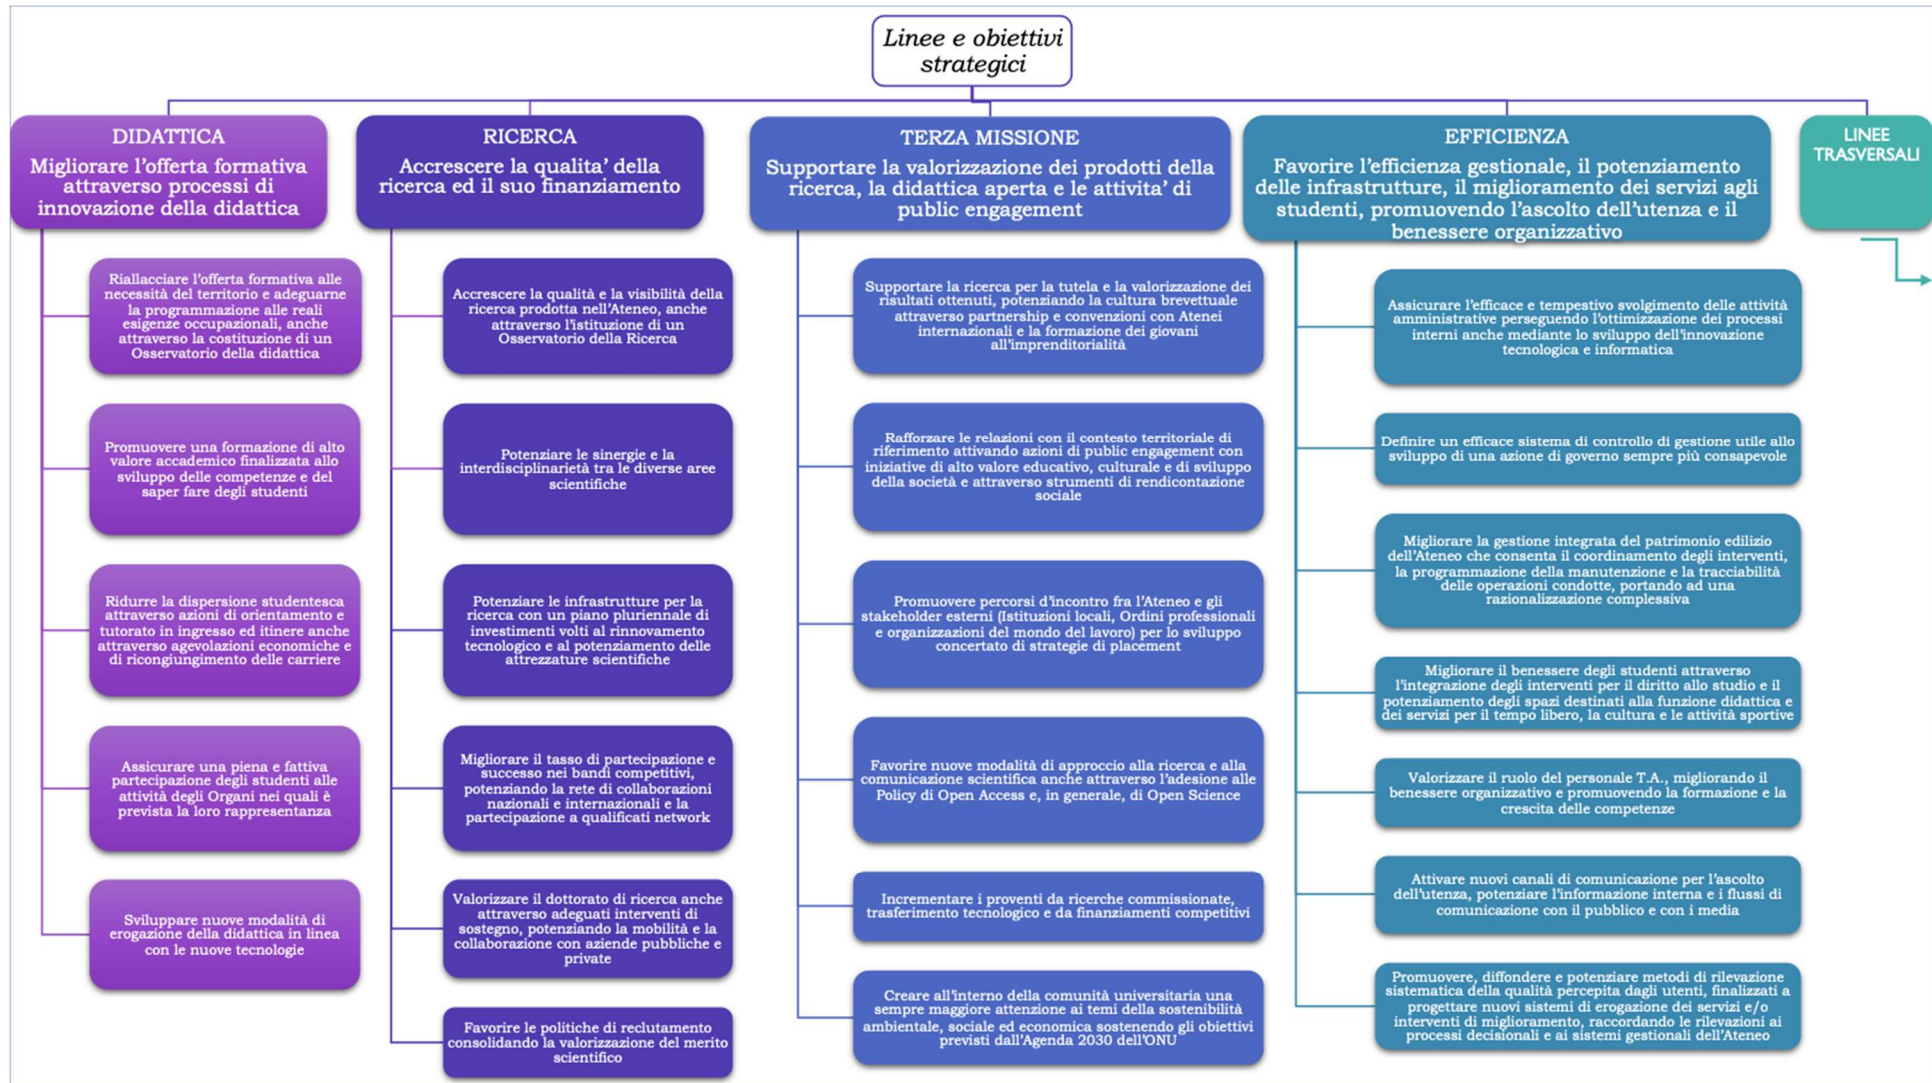 Linee e obiettivi
strategici
DIDATTICA
Migliorare l'offerta formativa
attraverso processi di
innovazione della didattica
Riallacciare l'offerta formativa alle
necessità del territorio e adeguarne
la programmazione alle reali
esigenze occupazionali, anche
attraverso la costituzione di un
Osservatorio della didattica
Promuovere una formazione di alto
valore accademico finalizzata allo
sviluppo delle competenze e del
saper fare degli studenti
Ridurre la dispersione studentesca
attraverso azioni di orientamento e
tutorato in ingresso ed itinere anche
attraverso agevolazioni economiche e
di ricongiungimento delle carriere
Assicurare una piena e fattiva
partecipazione degli studenti alle
attività degli Organi nei quali è
prevista la loro rappresentanza
Sviluppare nuove modalità di
erogazione della didattica in linea
con le nuove tecnologie
RICERCA
Accrescere la qualita' della
ricerca ed il suo finanziamento
Accrescere la qualità e la visibilità della
ricerca prodotta nell'Ateneo, anche
attraverso l'istituzione di un
Osservatorio della Ricerca
Potenziare le sinergie e la
interdisciplinarietà tra le diverse aree
scientifiche
Potenziare le infrastrutture per la
ricerca con un piano pluriennale di
investimenti volti al rinnovamento
tecnologico e al potenziamento delle
attrezzature scientifiche
Migliorare il tasso di partecipazione e
successo nei bandi competitivi,
potenziando la rete di collaborazioni
nazionali e internazionali e la
partecipazione a qualificati network
Valorizzare il dottorato di ricerca anche
attraverso adeguati interventi di
sostegno, potenziando la mobilità e la
collaborazione con aziende pubbliche e
private
Favorire le politiche di reclutamento
consolidando la valorizzazione del merito
scientifico
TERZA MISSIONE
Supportare la valorizzazione dei prodotti della
ricerca, la didattica aperta e le attivita' di
public engagement
Supportare la ricerca per la tutela e la valorizzazione dei
risultati ottenuti, potenziando la cultura brevettuale
attraverso partnership e convenzioni con Atenei
internazionali e la formazione dei giovani
all'imprenditorialità
Rafforzare le relazioni con il contesto territoriale di
riferimento attivando azioni di public engagement con
iniziative di alto valore educativo, culturale e di sviluppo
della società e attraverso strumenti di rendicontazione
sociale
Promuovere percorsi d'incontro fra l'Ateneo e gli
stakeholder esterni (Istituzioni locali, Ordini professionali
e organizzazioni del mondo del lavoro) per lo sviluppo
concertato di strategie di placement
Favorire nuove modalità di approccio alla ricerca e alla
comunicazione scientifica anche attraverso l'adesione alle
Policy di Open Access e, in generale, di Open Science
Incrementare i proventi da ricerche commissionate,
trasferimento tecnologico e da finanziamenti competitivi
Creare all'interno della comunità universitaria una
sempre maggiore attenzione ai temi della sostenibilità
ambientale, sociale ed economica sostenendo gli obiettivi
previsti dall'Agenda 2030 dell'ONU
EFFICIENZA
Favorire l'efficienza gestionale, il potenziamento
delle infrastrutture, il miglioramento dei servizi agli
studenti, promuovendo l'ascolto dell'utenza e il
benessere organizzativo
Assicurare l'efficace e tempestivo svolgimento delle attività
amministrative perseguendo l'ottimizzazione dei processi
interni anche mediante lo sviluppo dell'innovazione
tecnologica e informatica
Definire un efficace sistema di controllo di gestione utile allo
sviluppo di una azione di governo sempre più consapevole
Migliorare la gestione integrata del patrimonio edilizio
dell'Ateneo che consenta il coordinamento degli interventi,
la programmazione della manutenzione e la tracciabilità
delle operazioni condotte, portando ad una
razionalizzazione complessiva
Migliorare il benessere degli studenti attraverso
l'integrazione degli interventi per il diritto allo studio e il
potenziamento degli spazi destinati alla funzione didattica e
dei servizi per il tempo libero, la cultura e le attività sportive
Valorizzare il ruolo del personale T.A., migliorando il
benessere organizzativo e promuovendo la formazione e la
crescita delle competenze
Attivare nuovi canali di comunicazione per l'ascolto
dell'utenza, potenziare l'informazione interna e i flussi di
comunicazione con il pubblico e con i media
Promuovere, diffondere e potenziare metodi di rilevazione
sistematica della qualità percepita dagli utenti, finalizzati a
progettare nuovi sistemi di erogazione dei servizi e/o
interventi di miglioramento, raccordando le rilevazioni ai
processi decisionali e ai sistemi gestionali dell'Ateneo
LINEE
TRASVERSALI